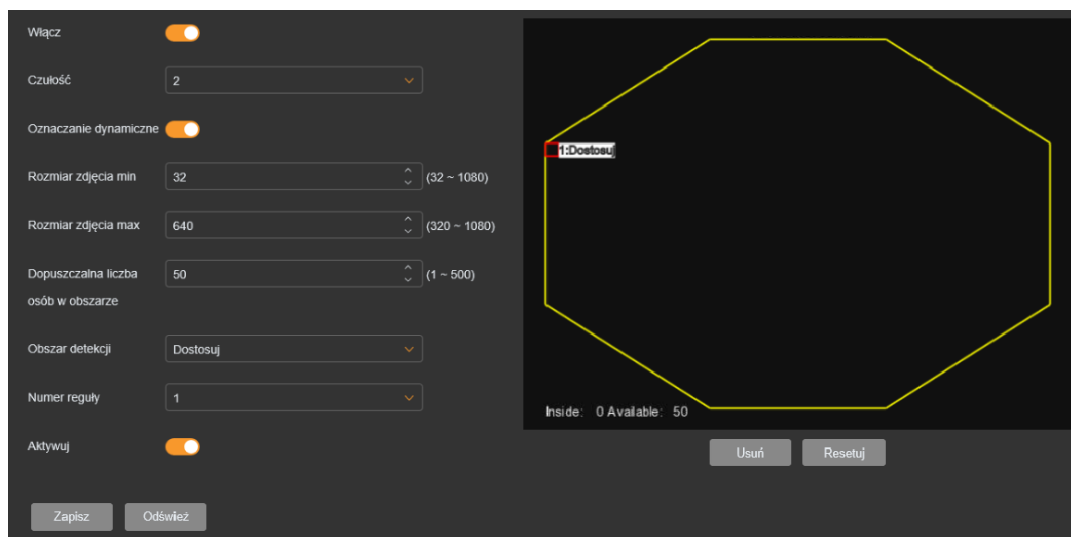 Włącz
Czułość
2
Oznaczanie dynamiczne
Rozmiar zdjęcia min
32
(32 ~ 1080)
Rozmiar zdjęcia max
640
(320 ~ 1080)
Dopuszczalna liczba
osób w obszarze
50
(1 ~ 500)
Obszar detekcji
Dostosuj
Numer reguły
1
Aktywuj
Zapisz
Odśwież
1:Dostosuj
Inside: 0 Available: 50
Usuń
Resetuj